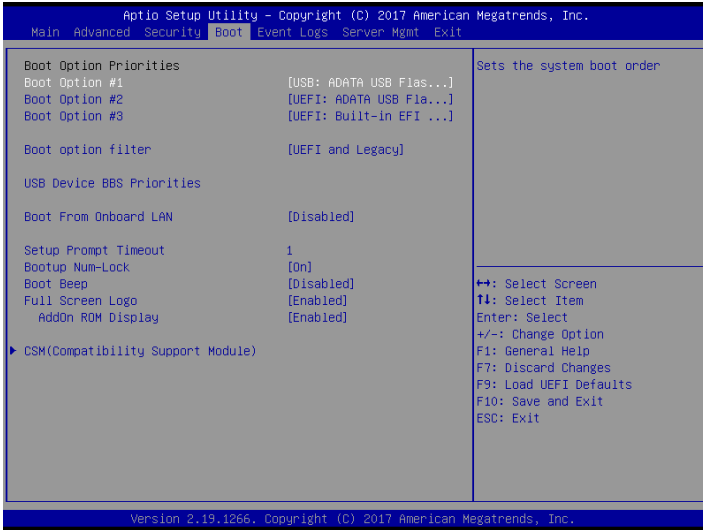 Aptio Setup Utility – Copyright (C) 2017 American Megatrends, Inc.
Main Advanced Security Boot Event Logs Server Mgmt Exit
Boot Option Priorities
Boot Option #1 [USB: ADATA USB Flas...]
Boot Option #2 [UEFI: ADATA USB Fla...]
Boot Option #3 [UEFI: Built-in EFI ...]
Boot option filter [UEFI and Legacy]
USB Device BBS Priorities
Boot From Onboard LAN [Disabled]
Setup Prompt Timeout 1
Bootup Num-Lock [On]
Boot Beep [Disabled]
Full Screen Logo [Enabled]
AddOn ROM Display [Enabled]
CSM(Compatibility Support Module)
Sets the system boot order
↔: Select Screen
↑↓: Select Item
Enter: Select
+/-: Change Option
F1: General Help
F7: Discard Changes
F9: Load UEFI Defaults
F10: Save and Exit
ESC: Exit
Version 2.19.1266. Copyright (C) 2017 American Megatrends, Inc.